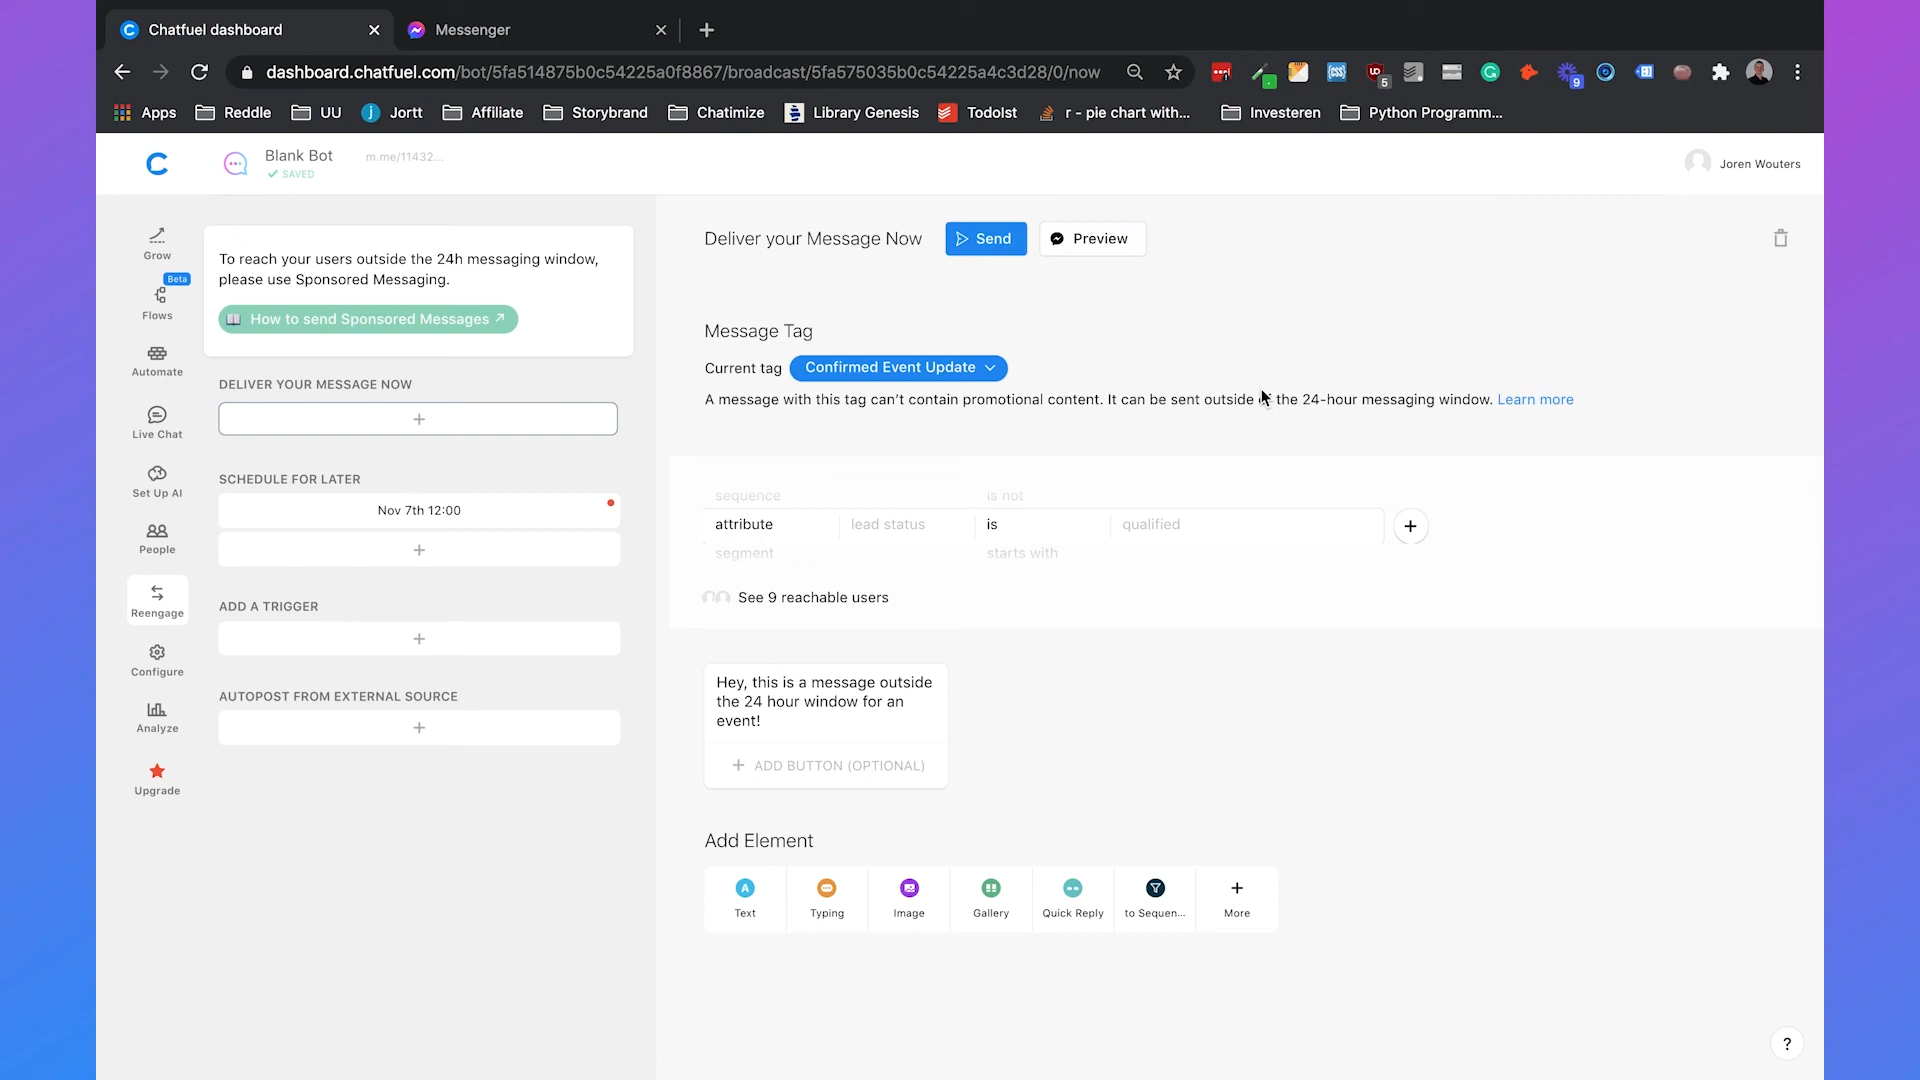 Chatfuel dashboard
Messenger
dashboard.chatfuel.com/bot/5fa514875b0c54225a0f8867/broadcast/5fa575035b0c54225a4c3d28/0/now
5
9
Apps
Reddle
UU
Jortt
Affiliate
Storybrand
Chatimize
Library Genesis
TodoIst
r - pie chart with...
Investeren
Python Programm...
Blank Bot
m.me/11432...
SAVED
Joren Wouters
Grow
Beta
Flows
Automate
Live Chat
Set Up AI
People
Reengage
Configure
Analyze
Upgrade
To reach your users outside the 24h messaging window,
please use Sponsored Messaging.
How to send Sponsored Messages
DELIVER YOUR MESSAGE NOW
SCHEDULE FOR LATER
Nov 7th 12:00
ADD A TRIGGER
AUTOPOST FROM EXTERNAL SOURCE
Deliver your Message Now
Send
Preview
Message Tag
Current tag
Confirmed Event Update
A message with this tag can't contain promotional content. It can be sent outside of the 24-hour messaging window. Learn more
sequence
is not
attribute
lead status
is
qualified
segment
starts with
See 9 reachable users
Hey, this is a message outside
the 24 hour window for an
event!
ADD BUTTON (OPTIONAL)
Add Element
Text
Typing
Image
Gallery
Quick Reply
to Sequen...
More
?